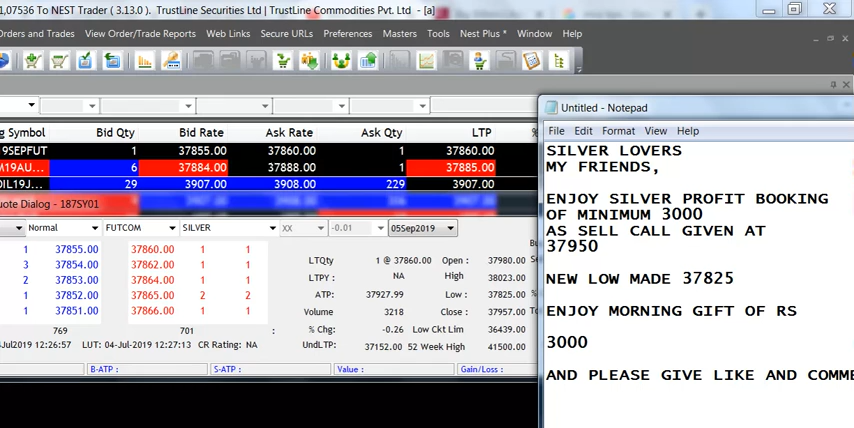 1,07536 to NEST Trader ( 3.13.0 ). TrustLine Securities Ltd | TrustLine Commodities Pvt. Ltd - [a]
Orders and Trades View Order/Trade Reports Web Links Secure URLs Preferences Masters Tools Nest Plus * Window Help
g Symbol Bid Qty Bid Rate Ask Rate Ask Qty LTP %
9SEPFUT 1 37855.00 37860.00 1 37860.00
M19AU... 6 37884.00 37888.00 1 37885.00
DIL19J... 29 3907.00 3908.00 229 3907.00
uote Dialog - 187SY01
Normal FUTCOM SILVER XX -0.01 05Sep2019
1 37855.00 37860.00 1 1
3 37854.00 37862.00 1 1
2 37853.00 37864.00 1 1
1 37852.00 37865.00 2 2
1 37851.00 37866.00 1 1
769 701 :
Jul2019 12:26:57 LUT: 04-Jul-2019 12:27:13 CR Rating: NA
LTQty 1 @ 37860.00 Open : 37980.00
LTPY : NA High 38023.00
ATP: 37927.99 Low : 37825.00
Volume 3218 Close : 37957.00
% Chg: -0.26 Low Ckt Lim 36439.00
UndLTP: 37152.00 52 Week High 41500.00
B-ATP : S-ATP : Value : Gain/Loss :
Untitled - Notepad
File Edit Format View Help
SILVER LOVERS
MY FRIENDS,
ENJOY SILVER PROFIT BOOKING
OF MINIMUM 3000
AS SELL CALL GIVEN AT
37950
NEW LOW MADE 37825
ENJOY MORNING GIFT OF RS
3000
AND PLEASE GIVE LIKE AND COMME